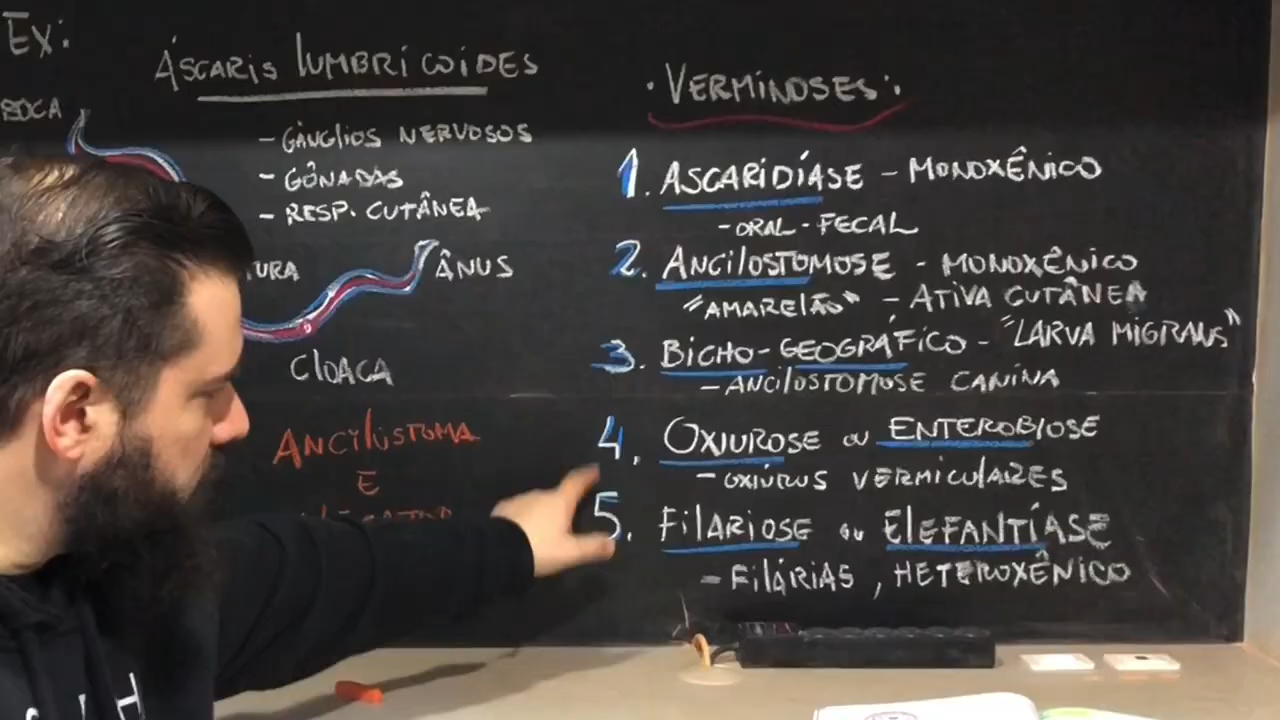 Ex:
ÁSCARIS LUMBRICOIDES
BOCA
- GÂNGLIOS NERVOSOS
- GÔNADAS
- RESP. CUTÂNEA
ÂNUS
CLOACA
ANCILOSTOMA
E
· VERMINOSES:
1. ASCARIDÍASE - MONOXÊNICO
- ORAL - FECAL
2. ANCILOSTOMOSE - MONOXÊNICO
"AMARELÃO" - ATIVA CUTÂNEA
3. BICHO-GEOGRÁFICO - "LARVA MIGRANS"
- ANCILOSTOMOSE CANINA
4. OXIUROSE OU ENTEROBIOSE
- OXIÚRUS VERMICULARES
5. FILARIOSE OU ELEFANTÍASE
- FILÁRIAS, HETEROXÊNICO